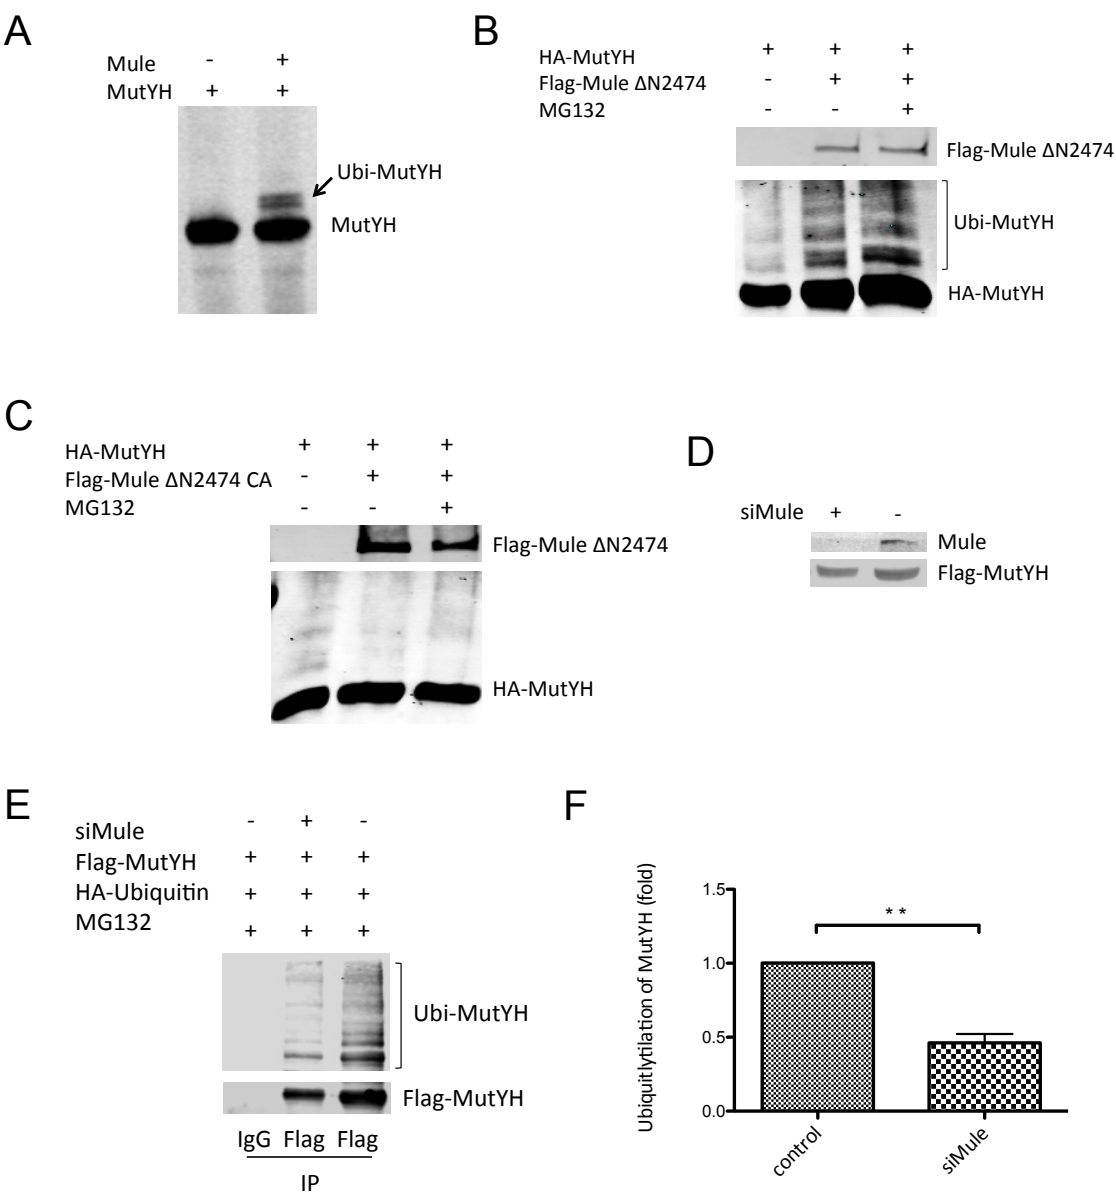 A
Mule - +
MutYH + +
Ubi-MutYH
MutYH
B
HA-MutYH + + +
Flag-Mule ΔN2474 - + +
MG132 - - +
Flag-Mule ΔN2474
Ubi-MutYH
HA-MutYH
C
HA-MutYH + + +
Flag-Mule ΔN2474 CA - + +
MG132 - - +
Flag-Mule ΔN2474
HA-MutYH
D
siMule + -
Mule
Flag-MutYH
E
siMule - + -
Flag-MutYH + + +
HA-Ubiquitin + + +
MG132 + + +
Ubi-MutYH
Flag-MutYH
IgG Flag Flag
IP
F
Ubiquitlytilation of MutYH (fold)
1.5
1.0
0.5
0.0
**
control
siMule